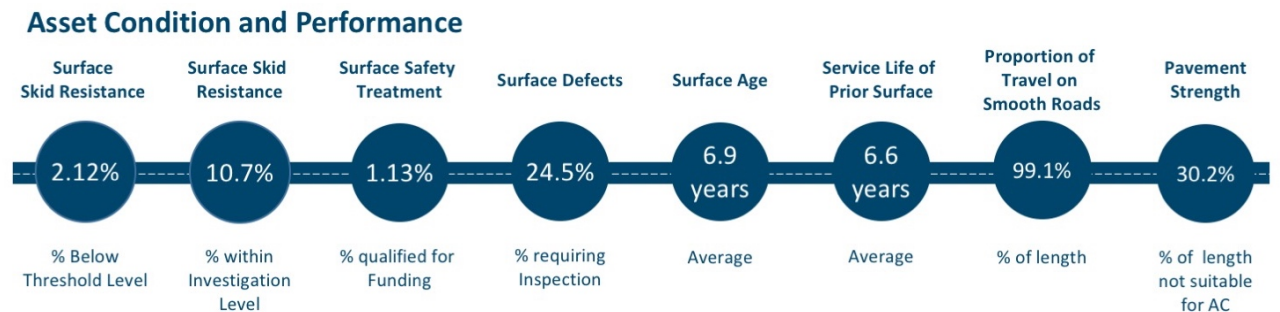 Asset Condition and Performance
Surface
Skid Resistance
2.12%
% Below
Threshold Level
Surface Skid
Resistance
10.7%
% within
Investigation
Level
Surface Safety
Treatment
1.13%
% qualified for
Funding
Surface Defects
24.5%
% requiring
Inspection
Surface Age
6.9
years
Average
Service Life of
Prior Surface
6.6
years
Average
Proportion of
Travel on
Smooth Roads
99.1%
% of length
Pavement
Strength
30.2%
% of length
not suitable
for AC